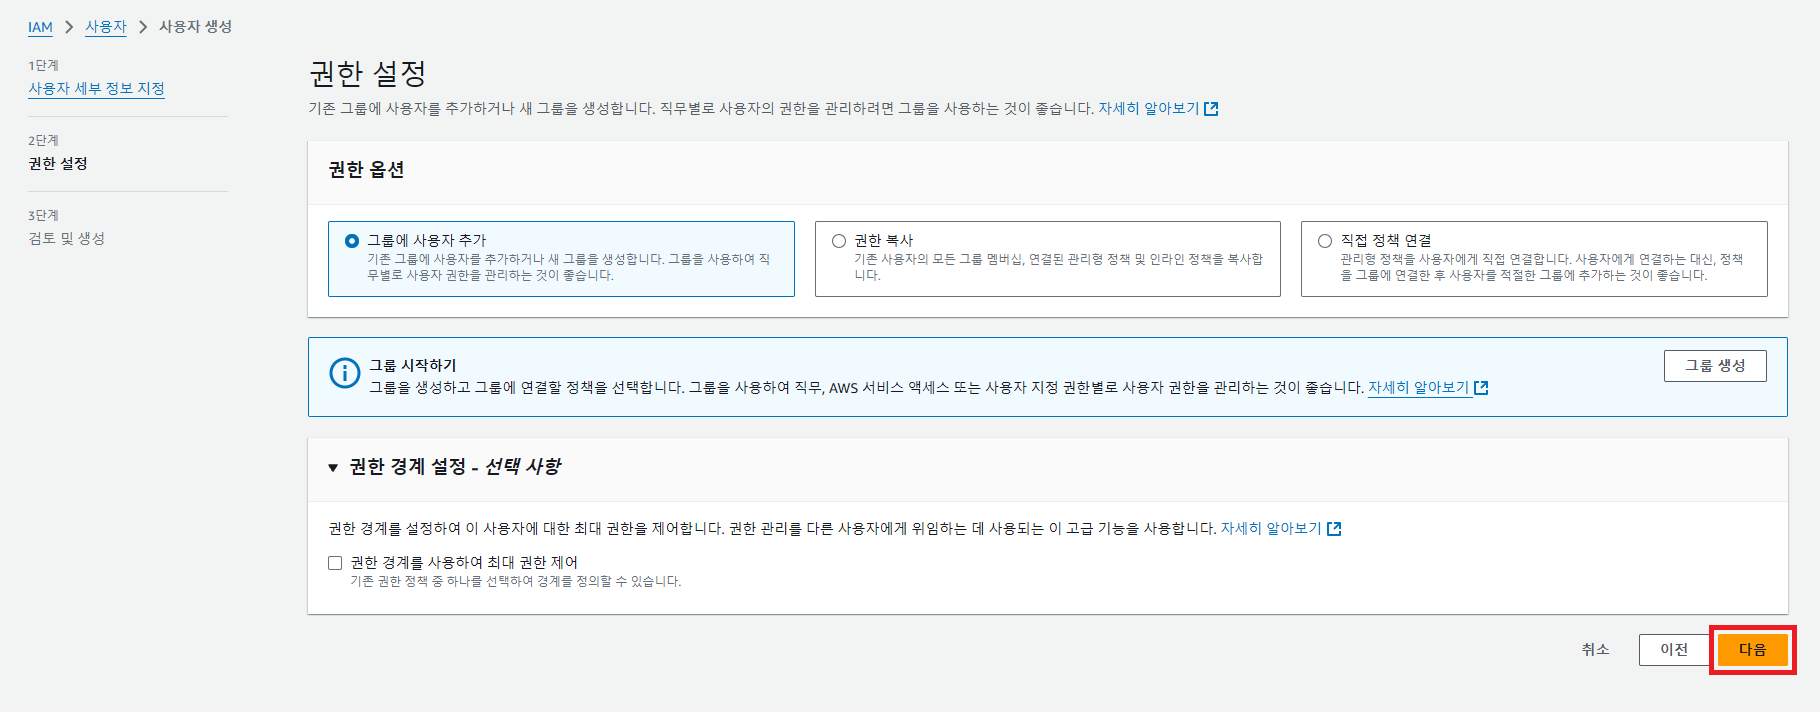 IAM > 사용자 > 사용자 생성
1단계
사용자 세부 정보 지정
2단계
권한 설정
3단계
검토 및 생성
권한 설정
기존 그룹에 사용자를 추가하거나 새 그룹을 생성합니다. 직무별로 사용자의 권한을 관리하려면 그룹을 사용하는 것이 좋습니다. 자세히 알아보기
권한 옵션
그룹에 사용자 추가
기존 그룹에 사용자를 추가하거나 새 그룹을 생성합니다. 그룹을 사용하여 직
무별로 사용자 권한을 관리하는 것이 좋습니다.
권한 복사
기존 사용자의 모든 그룹 멤버십, 연결된 관리형 정책 및 인라인 정책을 복사합
니다.
직접 정책 연결
관리형 정책을 사용자에게 직접 연결합니다. 사용자에게 연결하는 대신, 정책
을 그룹에 연결한 후 사용자를 적절한 그룹에 추가하는 것이 좋습니다.
그룹 시작하기
그룹을 생성하고 그룹에 연결할 정책을 선택합니다. 그룹을 사용하여 직무, AWS 서비스 액세스 또는 사용자 지정 권한별로 사용자 권한을 관리하는 것이 좋습니다. 자세히 알아보기
그룹 생성
권한 경계 설정 - 선택 사항
권한 경계를 설정하여 이 사용자에 대한 최대 권한을 제어합니다. 권한 관리를 다른 사용자에게 위임하는 데 사용되는 이 고급 기능을 사용합니다. 자세히 알아보기
권한 경계를 사용하여 최대 권한 제어
기존 권한 정책 중 하나를 선택하여 경계를 정의할 수 있습니다.
취소
이전
다음